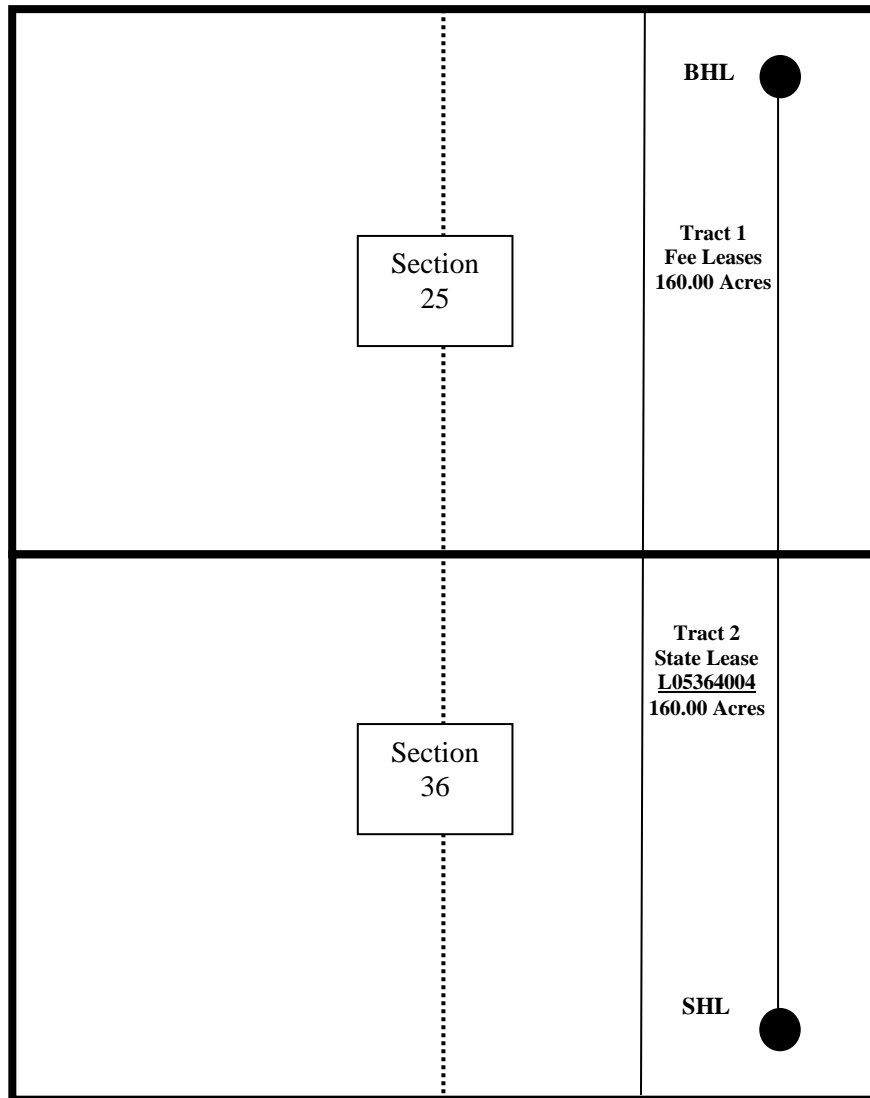 BHL
Tract 1
Fee Leases
160.00 Acres
Section
25
Tract 2
State Lease
L05364004
160.00 Acres
Section
36
SHL